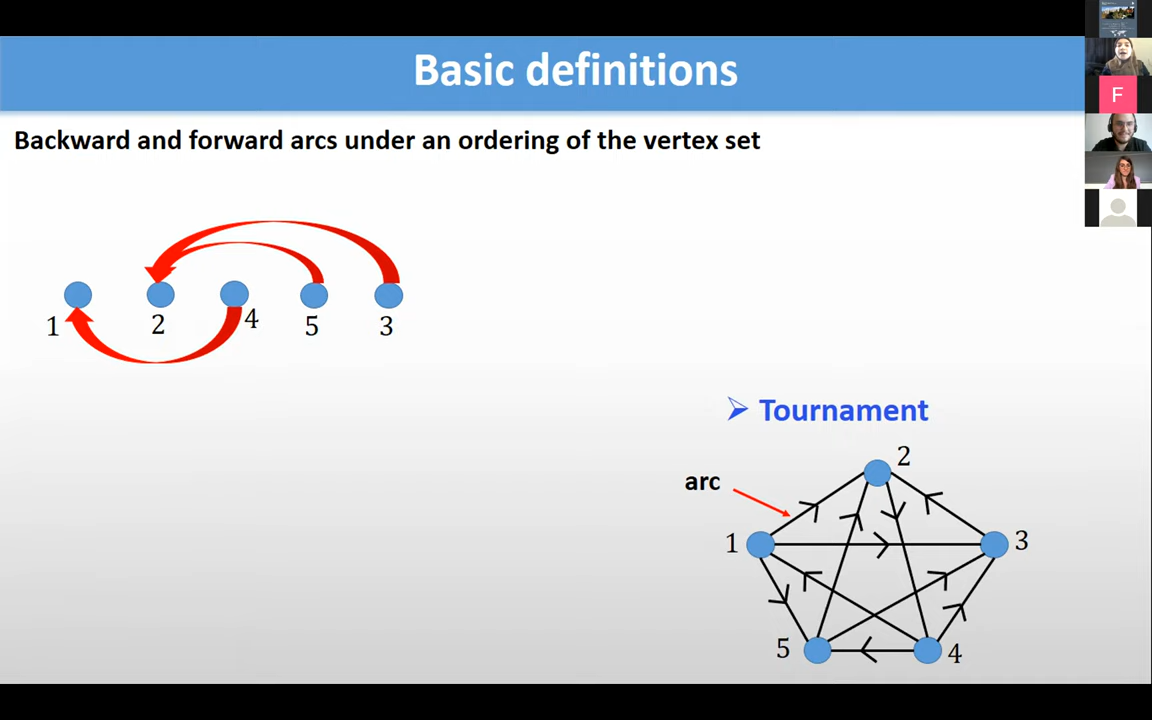 Basic definitions
F
Backward and forward arcs under an ordering of the vertex set
1 2 4 5 3
➢ Tournament
arc
2
1
3
5
4